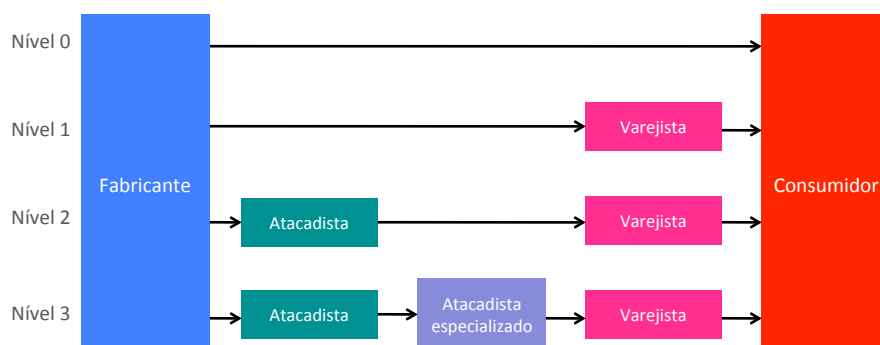 Nível 0
Nível 1
Varejista
Fabricante
Consumidor
Nível 2
Atacadista
Varejista
Nível 3
Atacadista
Atacadista
especializado
Varejista